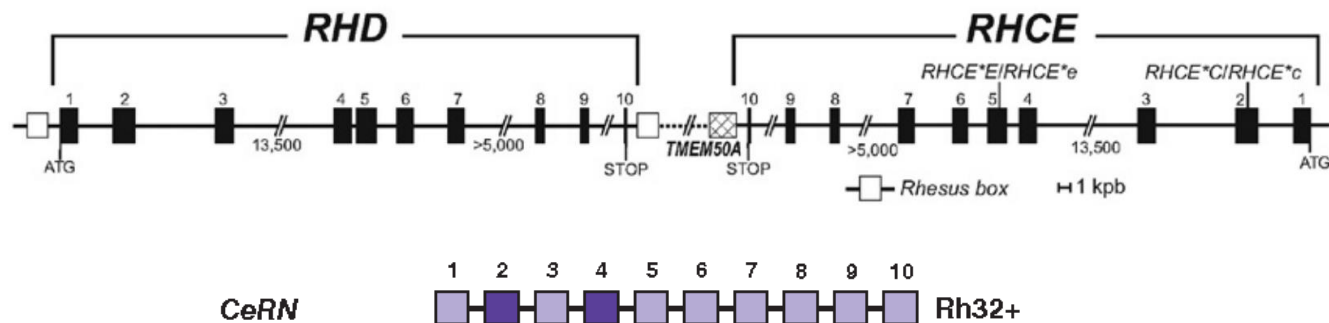 RHD RHCE
RHCE*E/RHCE*e RHCE*C/RHCE*c
1 2 3 4 5 6 7 8 9 10 10 9 8 7 6 5 4 3 2 1
ATG 13,500 >5,000 STOP TMEM50A STOP >5,000 13,500 ATG
Rhesus box 1 kpb
1 2 3 4 5 6 7 8 9 10
CeRN Rh32+